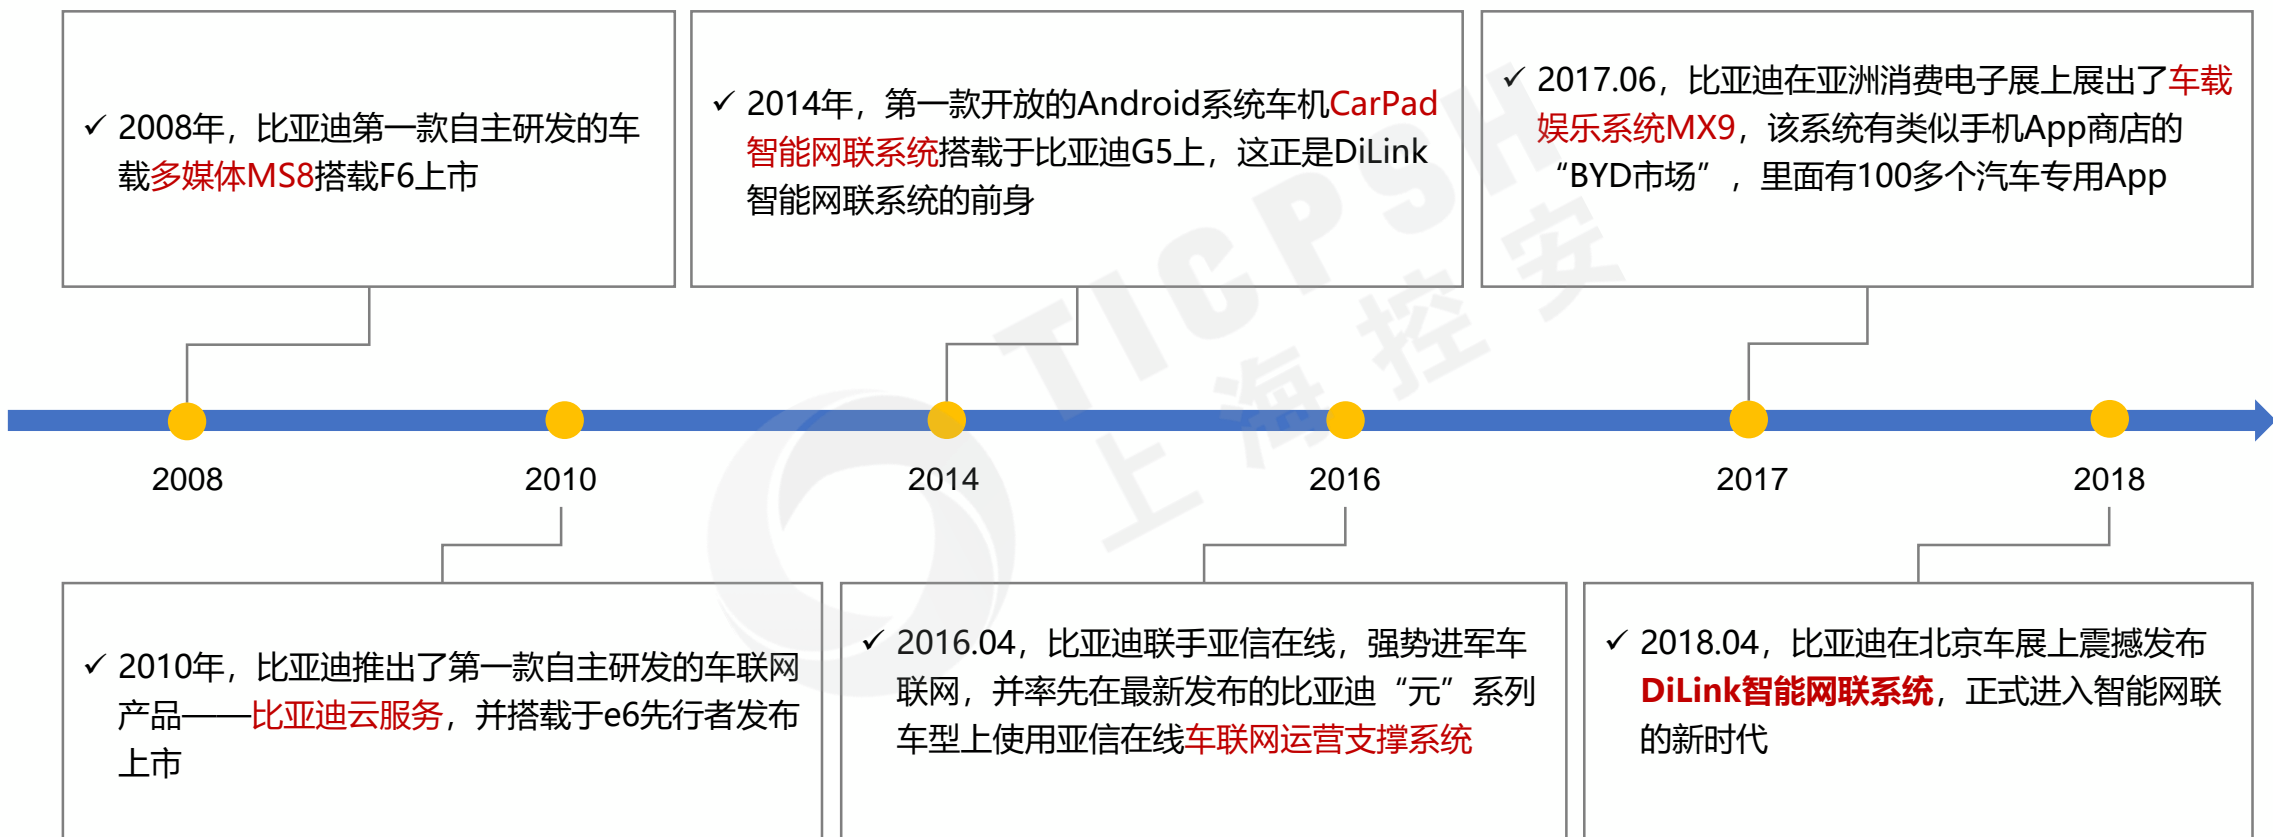 ✓ 2008年，比亚迪第一款自主研发的车
载多媒体MS8搭载F6上市
✓ 2014年，第一款开放的Android系统车机CarPad
智能网联系统搭载于比亚迪G5上，这正是DiLink
智能网联系统的前身
✓ 2017.06，比亚迪在亚洲消费电子展上展出了车载
娱乐系统MX9，该系统有类似手机App商店的
“BYD市场”，里面有100多个汽车专用App
TICPSH
上海控安
2008
2010
2014
2016
2017
2018
✓ 2010年，比亚迪推出了第一款自主研发的车联网
产品——比亚迪云服务，并搭载于e6先行者发布
上市
✓ 2016.04，比亚迪联手亚信在线，强势进军车
联网，并率先在最新发布的比亚迪“元”系列
车型上使用亚信在线车联网运营支撑系统
✓ 2018.04，比亚迪在北京车展上震撼发布
DiLink智能网联系统，正式进入智能网联
的新时代